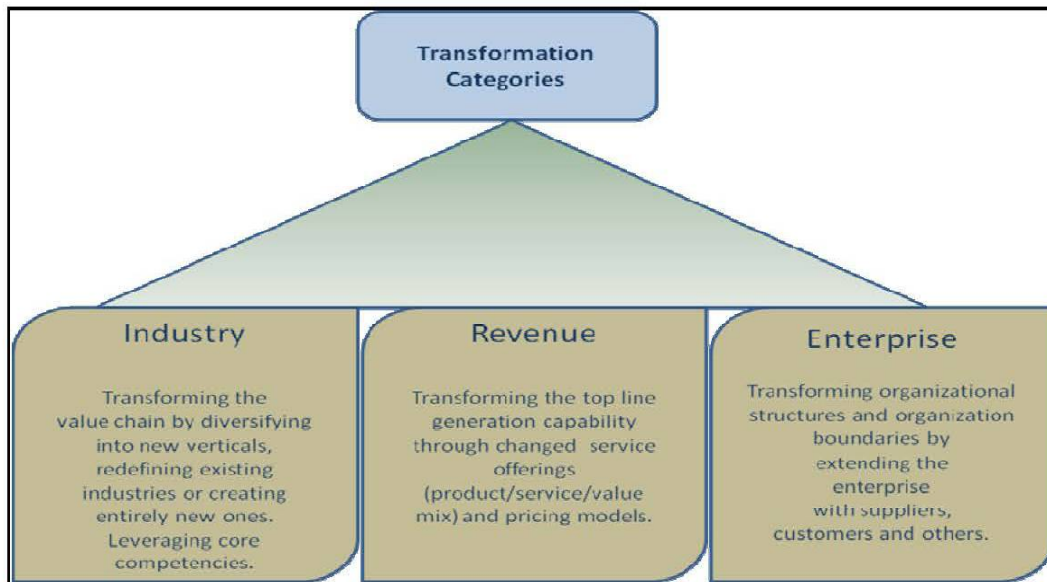 Transformation
Categories
Industry
Transforming the
value chain by diversifying
into new verticals,
redefining existing
industries or creating
entirely new ones.
Leveraging core
competencies.
Revenue
Transforming the top line
generation capability
through changed service
offerings
(product/service/value
mix) and pricing models.
Enterprise
Transforming organizational
structures and organization
boundaries by
extending the
enterprise
with suppliers,
customers and others.